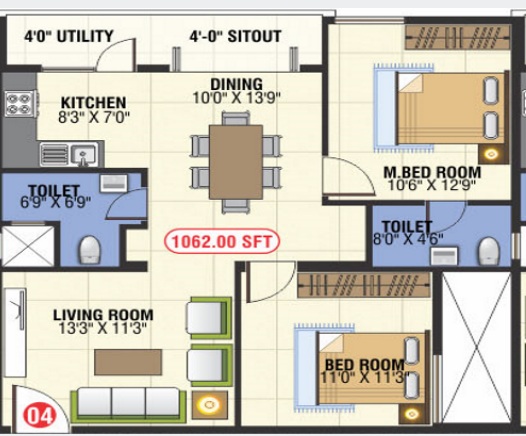 4'0" UTILITY
4'-0" SITOUT
KITCHEN
8'3" X 7'0"
DINING
10'0" X 13'9"
M.BED ROOM
10'6" X 12'9"
TOILET
6'9" X 6'9"
TOILET
8'0" X 4'6"
1062.00 SFT
LIVING ROOM
13'3" X 11'3"
BED ROOM
11'0" X 11'3"
04